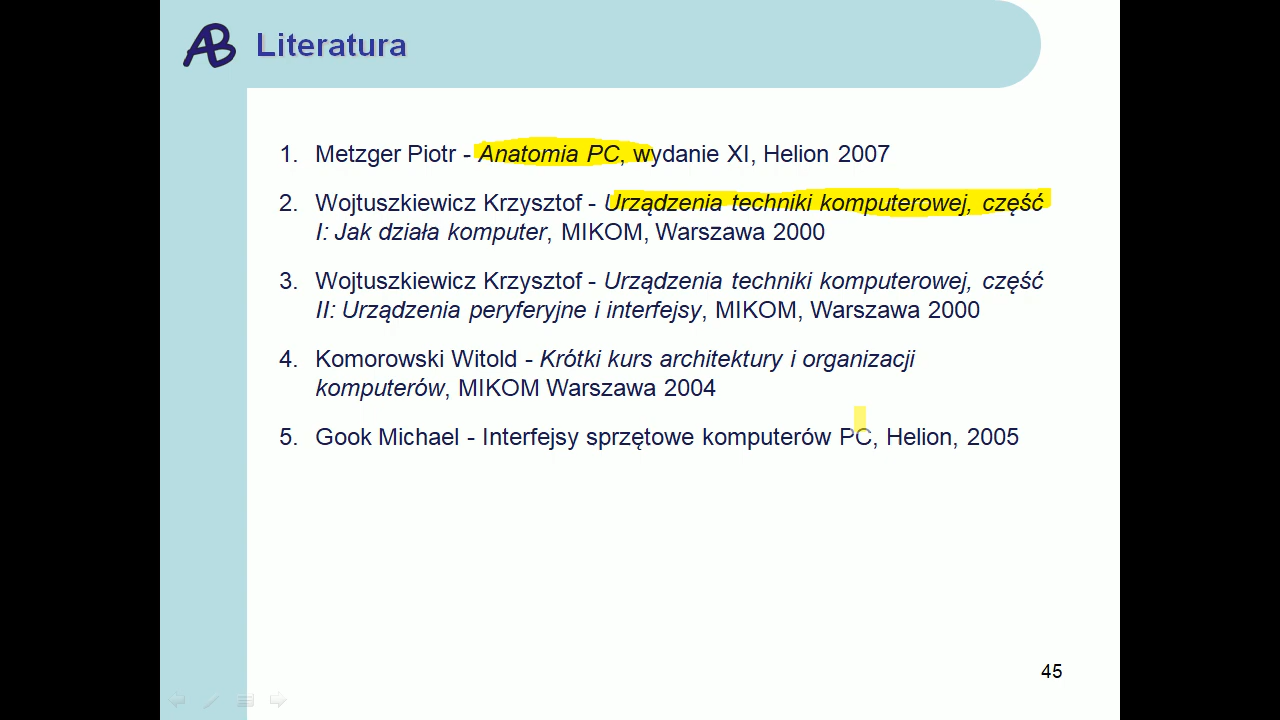 AB Literatura
1. Metzger Piotr - Anatomia PC, wydanie XI, Helion 2007
2. Wojtuszkiewicz Krzysztof - Urządzenia techniki komputerowej, część
I: Jak działa komputer, MIKOM, Warszawa 2000
3. Wojtuszkiewicz Krzysztof - Urządzenia techniki komputerowej, część
II: Urządzenia peryferyjne i interfejsy, MIKOM, Warszawa 2000
4. Komorowski Witold - Krótki kurs architektury i organizacji
komputerów, MIKOM Warszawa 2004
5. Gook Michael - Interfejsy sprzętowe komputerów PC, Helion, 2005
45